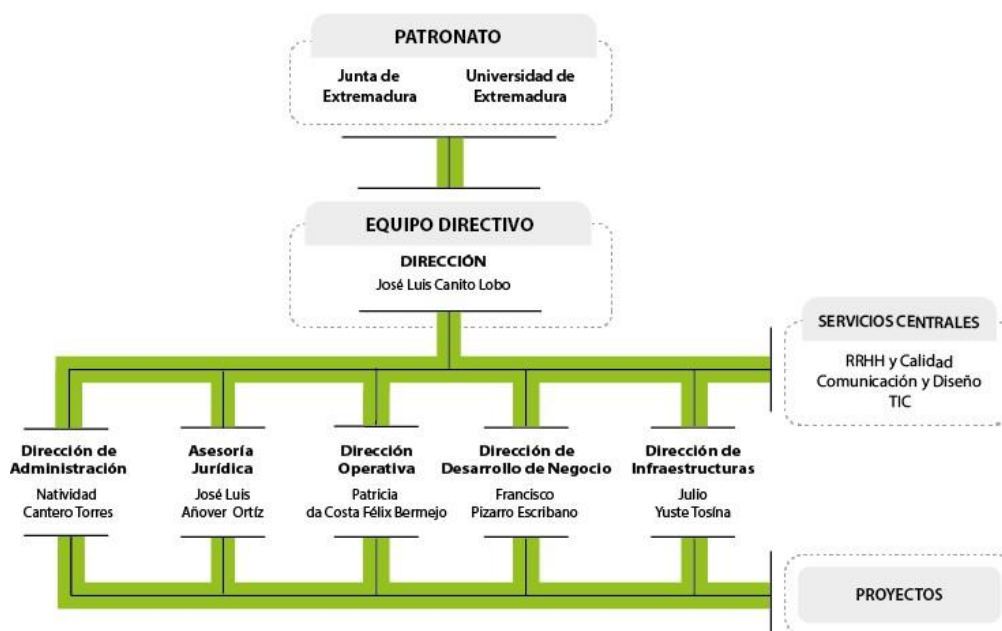 PATRONATO
Junta de
Extremadura
Universidad de
Extremadura
EQUIPO DIRECTIVO
DIRECCIÓN
José Luis Canito Lobo
SERVICIOS CENTRALES
RRHH y Calidad
Comunicación y Diseño
TIC
Dirección de
Administración
Natividad
Cantero Torres
Asesoría
Jurídica
José Luis
Añover Ortíz
Dirección
Operativa
Patricia
da Costa Félix Bermejo
Dirección de
Desarrollo de Negocio
Francisco
Pizarro Escribano
Dirección de
Infraestructuras
Julio
Yuste Tosína
PROYECTOS